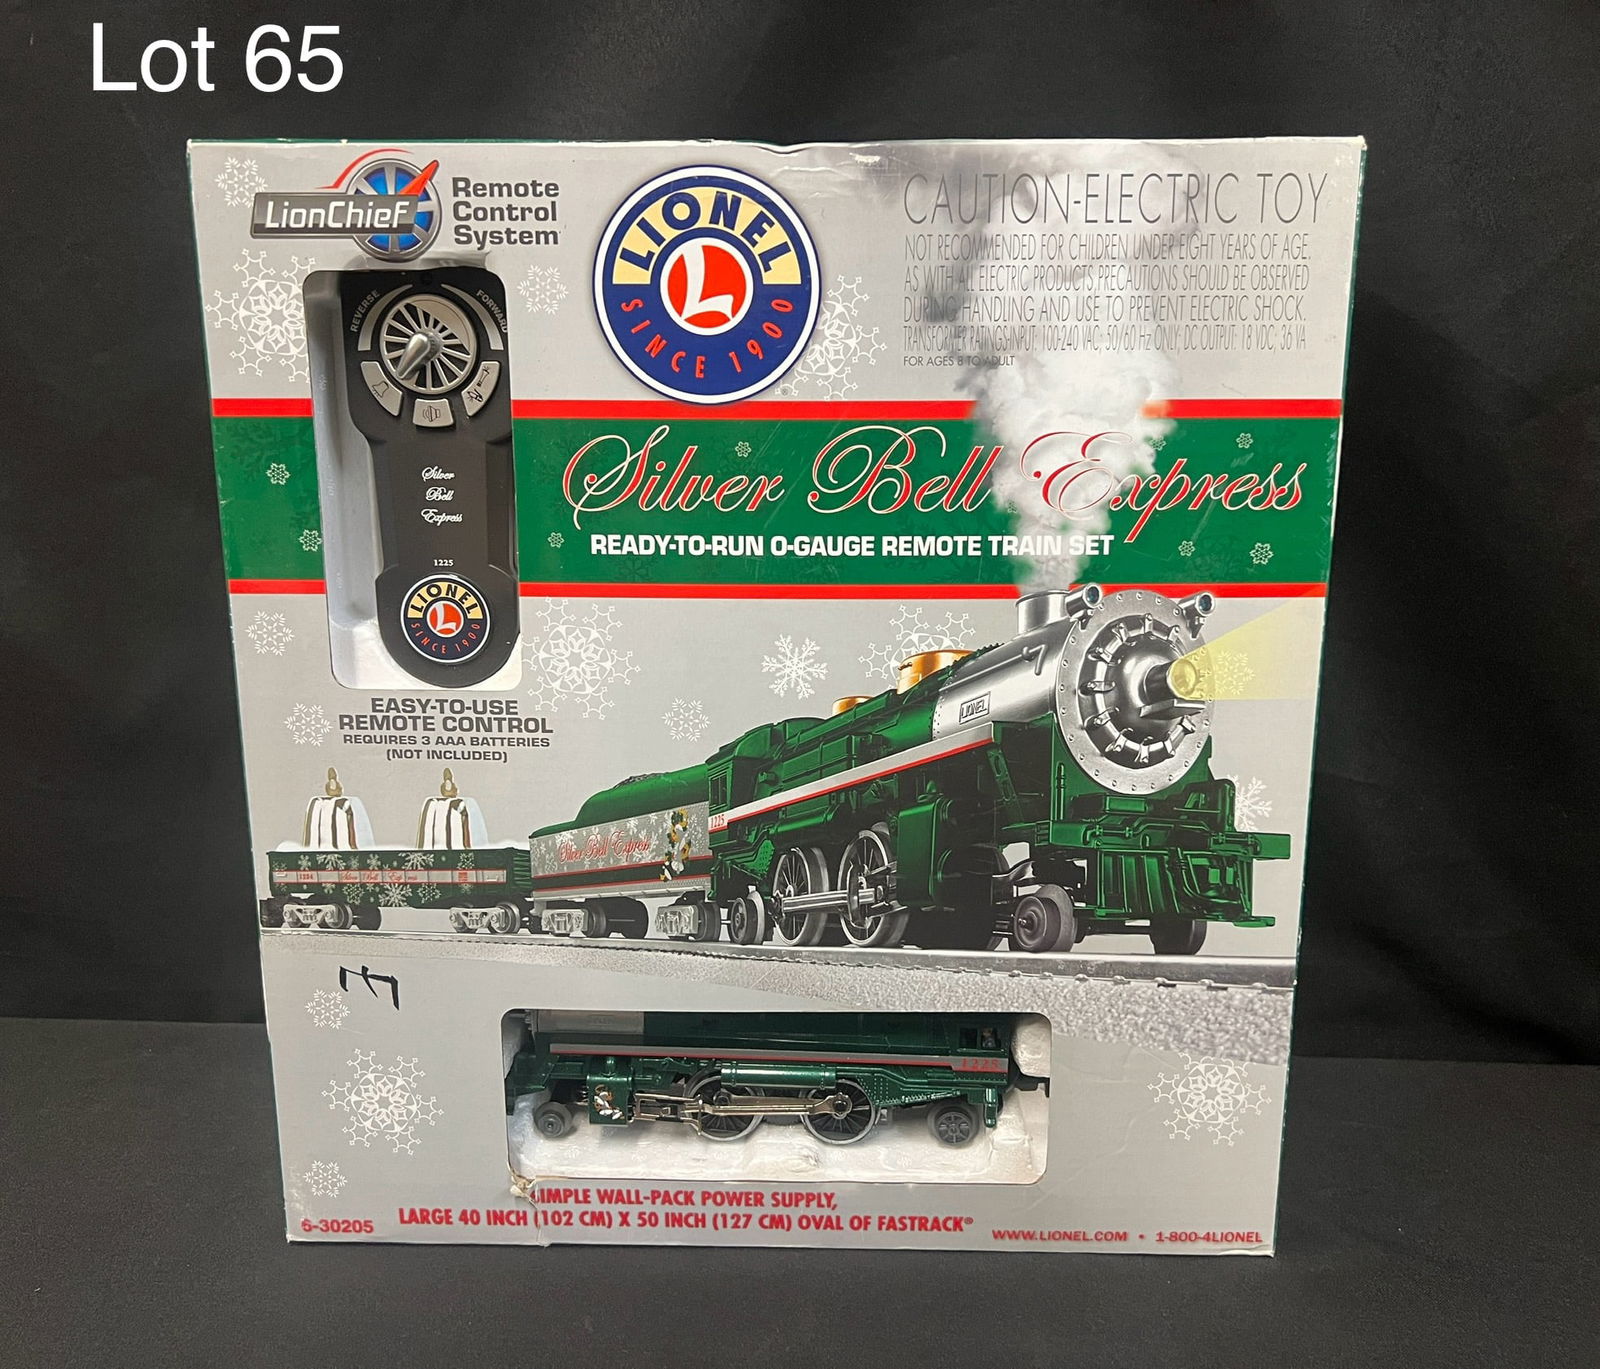 Lot 65
LionChief
Remote
Control
System
LIONEL
L
SINCE 1900
CAUTION-ELECTRIC TOY
NOT RECOMMENDED FOR CHILDREN UNDER EIGHT YEARS OF AGE.
AS WITH ALL ELECTRIC PRODUCTS, PRECAUTIONS SHOULD BE OBSERVED
DURING HANDLING AND USE TO PREVENT ELECTRIC SHOCK.
TRANSFORMER RATINGS-INPUT: 100-240 VAC; 50/60 Hz ONLY; DC OUTPUT: 18 VDC; 36 VA
FOR AGES 8 TO ADULT
REVERSE
FORWARD
Silver
Bell
Express
1225
LIONEL
L
SINCE 1900
Silver Bell Express
READY-TO-RUN O-GAUGE REMOTE TRAIN SET
EASY-TO-USE
REMOTE CONTROL
REQUIRES 3 AAA BATTERIES
(NOT INCLUDED)
LIONEL
1225
Silver Bell Express
1224
Silver Bell Express
1225
SIMPLE WALL-PACK POWER SUPPLY,
LARGE 40 INCH (102 CM) X 50 INCH (127 CM) OVAL OF FASTRACK®
6-30205
WWW.LIONEL.COM • 1-800-4LIONEL